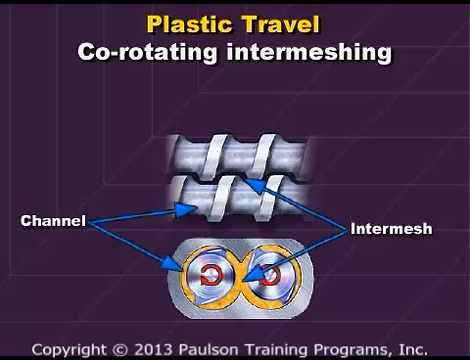 Plastic Travel
Co-rotating intermeshing
Channel
Intermesh
Copyright © 2013 Paulson Training Programs, Inc.